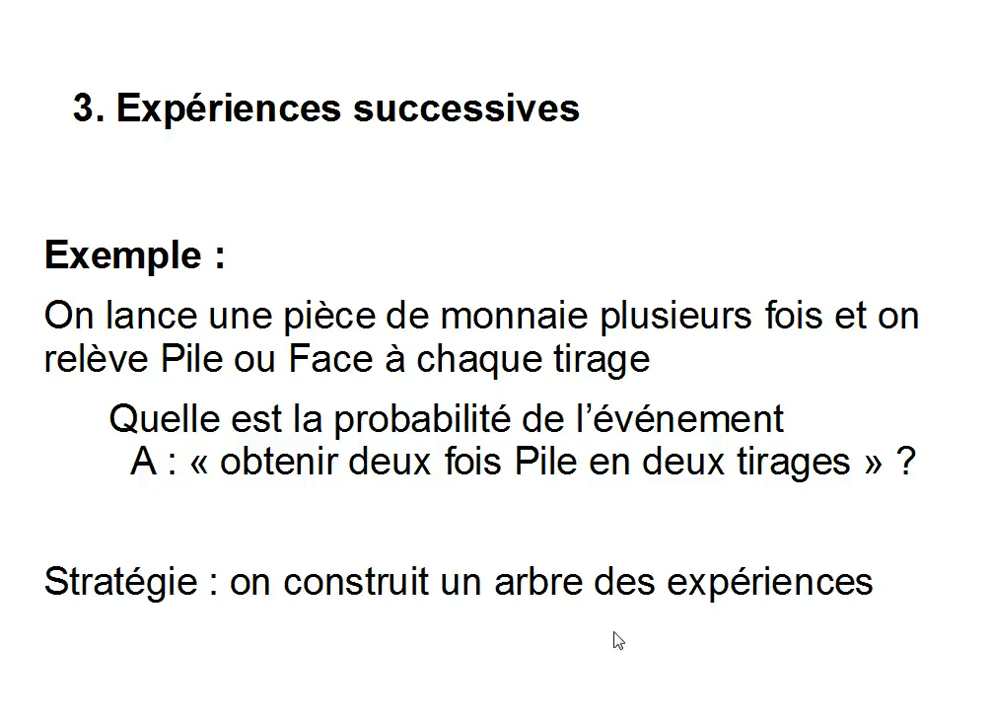 3. Expériences successives
Exemple :
On lance une pièce de monnaie plusieurs fois et on
relève Pile ou Face à chaque tirage
Quelle est la probabilité de l’événement
A : « obtenir deux fois Pile en deux tirages » ?
Stratégie : on construit un arbre des expériences